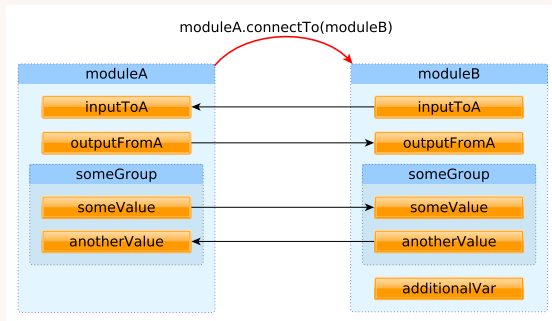 moduleA.connectTo(moduleB)
moduleA
inputToA
outputFromA
someGroup
someValue
anotherValue
moduleB
inputToA
outputFromA
someGroup
someValue
anotherValue
additionalVar